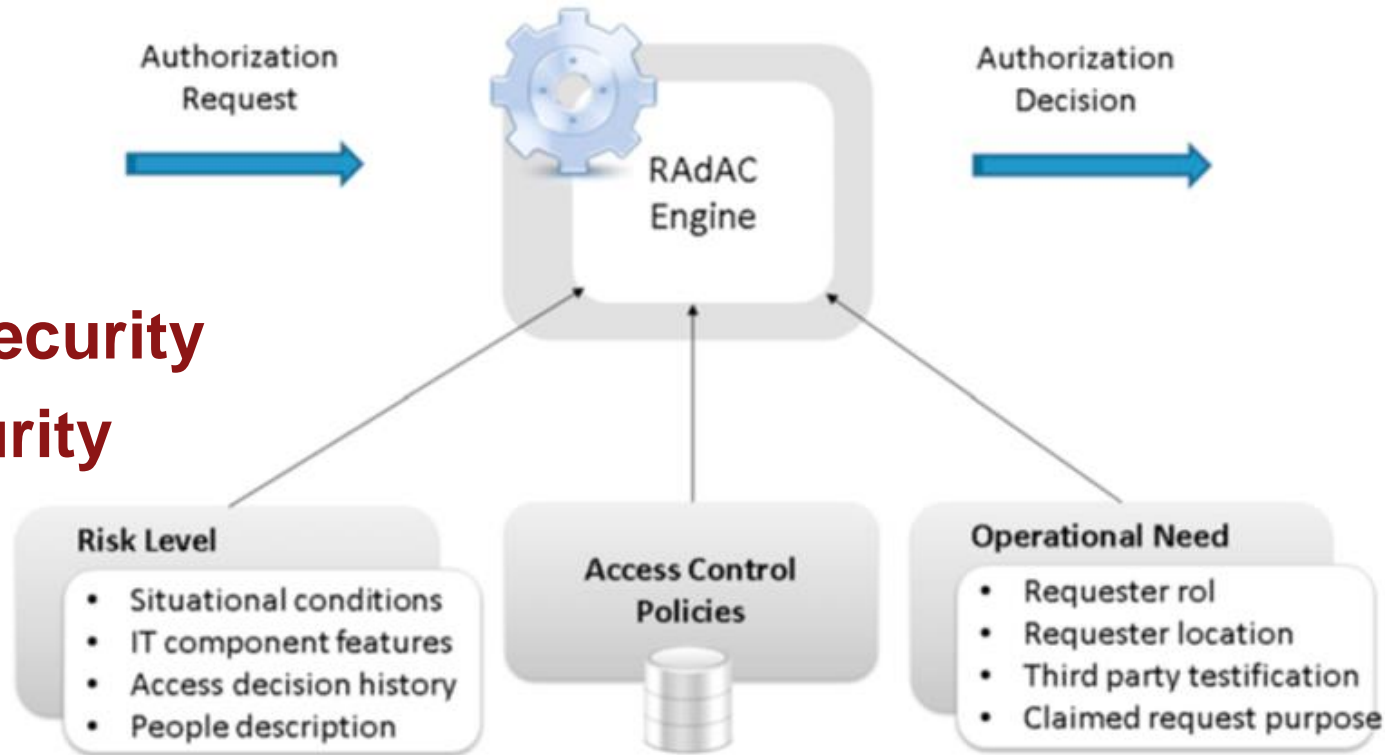 Authorization
Request
RAdAC
Engine
Authorization
Decision
ecurity
urity
Risk Level
• Situational conditions
• IT component features
• Access decision history
• People description
Access Control
Policies
Operational Need
• Requester rol
• Requester location
• Third party testification
• Claimed request purpose